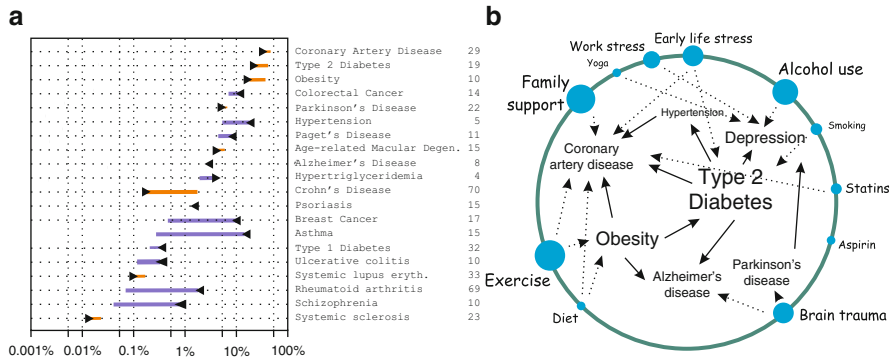 a
Coronary Artery Disease 29
Type 2 Diabetes 19
Obesity 10
Colorectal Cancer 14
Parkinson's Disease 22
Hypertension 5
Paget's Disease 11
Age-related Macular Degen. 15
Alzheimer's Disease 8
Hypertriglyceridemia 4
Crohn's Disease 70
Psoriasis 15
Breast Cancer 17
Asthma 15
Type 1 Diabetes 32
Ulcerative colitis 10
Systemic lupus eryth. 33
Rheumatoid arthritis 69
Schizophrenia 10
Systemic sclerosis 23
0.001% 0.01% 0.1% 1% 10% 100%
b
Early life stress
Work stress
Yoga
Alcohol use
Family
support
Hypertension
Smoking
Depression
Coronary
artery disease
Type 2
Diabetes
Statins
Obesity
Aspirin
Exercise
Alzheimer's
disease
Parkinson's
disease
Diet
Brain trauma